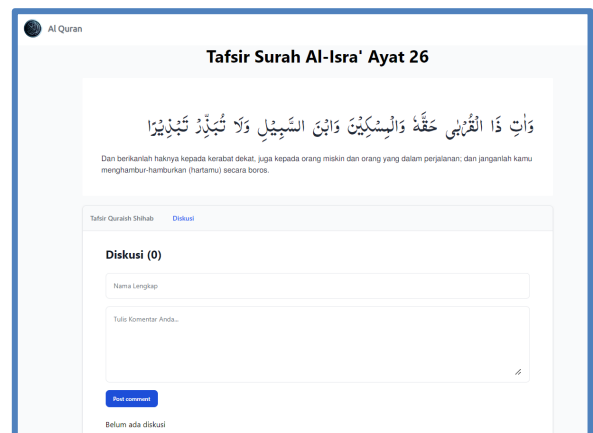 Al Quran
Tafsir Surah Al-Isra' Ayat 26
وَاٰتِ ذَا الْقُرْبٰى حَقَّهٗ وَالْمِسْكِيْنَ وَابْنَ السَّبِيْلِ وَلَا تُبَذِّرْ تَبْذِيْرًا
Dan berikanlah haknya kepada kerabat dekat, juga kepada orang miskin dan orang yang dalam perjalanan; dan janganlah kamu
menghambur-hamburkan (hartamu) secara boros.
Tafsir Quraish Shihab Diskusi
Diskusi (0)
Nama Lengkap
Tulis Komentar Anda...
Post comment
Belum ada diskusi